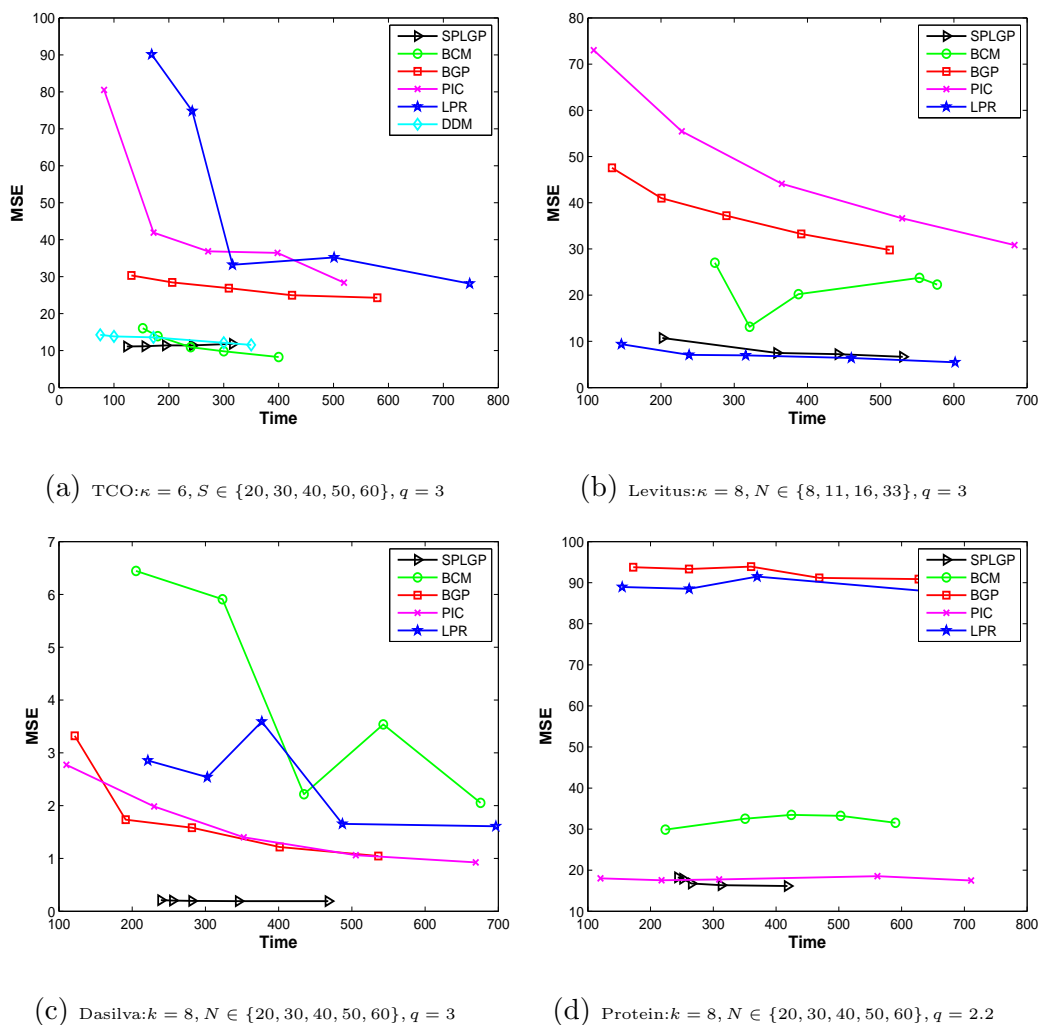 100
90
80
70
60
50
40
30
20
10
0
0 100 200 300 400 500 600 700 800
MSE
Time
SPLGP
BCM
BGP
PIC
LPR
DDM
(a) TCO:κ = 6, S ∈ {20, 30, 40, 50, 60}, q = 3
80
70
60
50
40
30
20
10
0
100 200 300 400 500 600 700
MSE
Time
SPLGP
BCM
BGP
PIC
LPR
(b) Levitus:κ = 8, N ∈ {8, 11, 16, 33}, q = 3
7
6
5
4
3
2
1
0
100 200 300 400 500 600 700
MSE
Time
SPLGP
BCM
BGP
PIC
LPR
(c) Dasilva:k = 8, N ∈ {20, 30, 40, 50, 60}, q = 3
100
90
80
70
60
50
40
30
20
10
100 200 300 400 500 600 700 800
MSE
Time
SPLGP
BCM
BGP
PIC
LPR
(d) Protein:k = 8, N ∈ {20, 30, 40, 50, 60}, q = 2.2